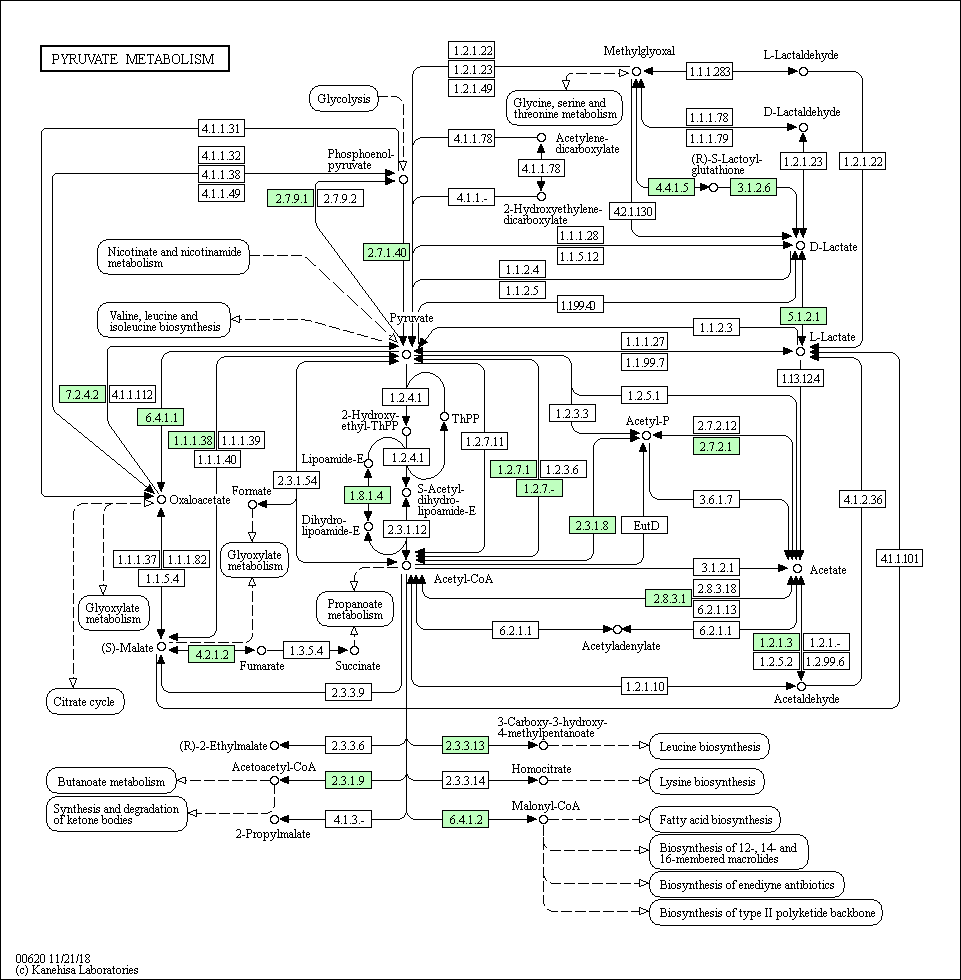 PYRUVATE METABOLISM
1.2.1.22
1.2.1.23
1.2.1.49
Methylglyoxal
1.1.1.283
L-Lactaldehyde
Glycolysis
Glycine, serine and
threonine metabolism
1.1.1.78
1.1.1.79
D-Lactaldehyde
4.1.1.31
4.1.1.32
4.1.1.38
4.1.1.49
Phosphoenol-
pyruvate
4.1.1.78
Acetylene-
dicarboxylate
4.1.1.78
(R)-S-Lactoyl-
glutathione
1.2.1.23
1.2.1.22
2.7.9.1
2.7.9.2
4.1.1.-
2-Hydroxyethylene-
dicarboxylate
4.4.1.5
3.1.2.6
4.2.1.130
Nicotinate and nicotinamide
metabolism
2.7.1.40
1.1.1.28
1.1.5.12
D-Lactate
1.1.2.4
1.1.2.5
1.1.99.40
Valine, leucine and
isoleucine biosynthesis
Pyruvate
5.1.2.1
1.1.2.3
L-Lactate
1.1.1.27
1.1.99.7
1.13.12.4
7.2.4.2
4.1.1.112
6.4.1.1
1.1.1.38
1.1.1.39
1.1.1.40
1.2.4.1
2-Hydroxy-
ethyl-ThPP
ThPP
1.2.5.1
1.2.3.3
Acetyl-P
2.7.2.12
2.7.2.1
Lipoamide-E
1.2.4.1
1.2.7.11
1.2.7.1
1.2.3.6
1.2.7.-
2.3.1.54
Formate
Oxaloacetate
1.8.1.4
S-Acetyl-
dihydro-
lipoamide-E
3.6.1.7
4.1.2.36
Dihydro-
lipoamide-E
2.3.1.12
2.3.1.8
EutD
1.1.1.37
1.1.1.82
1.1.5.4
Glyoxylate
metabolism
4.1.1.101
Acetyl-CoA
3.1.2.1
Acetate
2.8.3.18
2.8.3.1
6.2.1.13
Glyoxylate
metabolism
Propanoate
metabolism
6.2.1.1
Acetyladenylate
6.2.1.1
(S)-Malate
4.2.1.2
Fumarate
1.3.5.4
Succinate
1.2.1.3
1.2.1.-
1.2.5.2
1.2.99.6
2.3.3.9
1.2.1.10
Acetaldehyde
Citrate cycle
(R)-2-Ethylmalate
2.3.3.6
2.3.3.13
3-Carboxy-3-hydroxy-
4-methylpentanoate
Leucine biosynthesis
Butanoate metabolism
Acetoacetyl-CoA
2.3.1.9
2.3.3.14
Homocitrate
Lysine biosynthesis
Synthesis and degradation
of ketone bodies
2-Propylmalate
4.1.3.-
6.4.1.2
Malonyl-CoA
Fatty acid biosynthesis
Biosynthesis of 12-, 14- and
16-membered macrolides
Biosynthesis of enediyne antibiotics
Biosynthesis of type II polyketide backbone
00620 11/21/18
(c) Kanehisa Laboratories